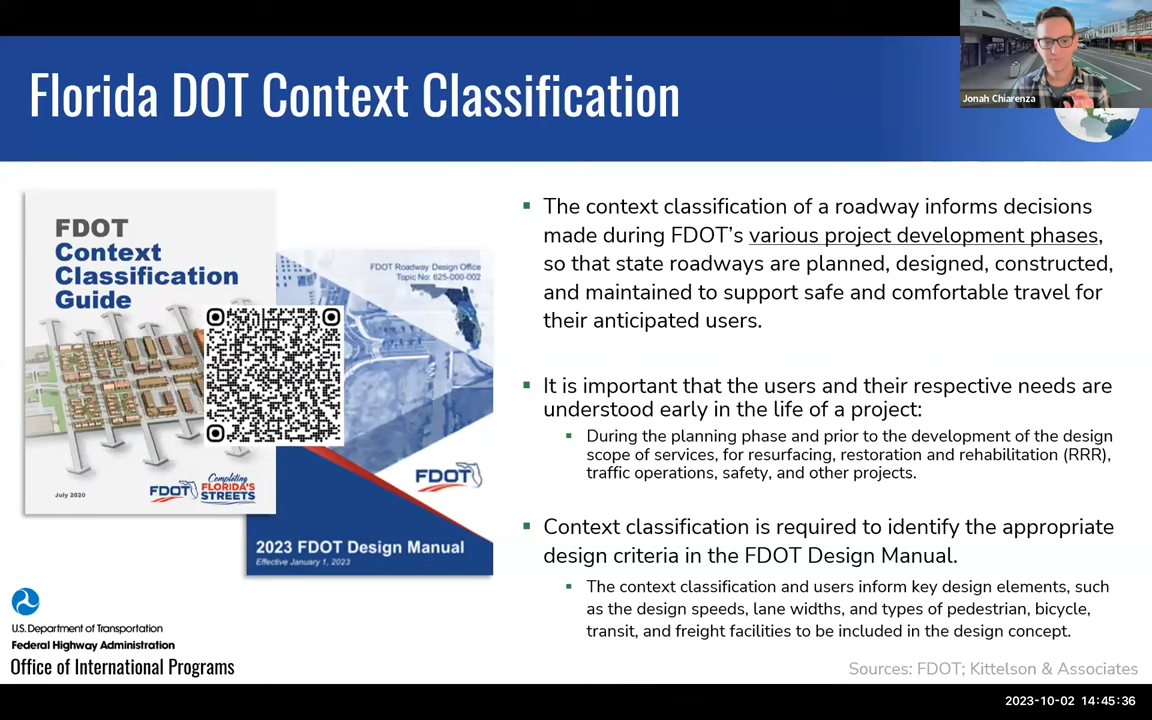 Florida DOT Context Classification
Jonah Chiarenza
FDOT
Context
Classification
Guide
July 2020
FDOT
Completing
FLORIDA'S
STREETS
FDOT Roadway Design Office
Topic No: 625-000-002
FDOT
2023 FDOT Design Manual
Effective January 1, 2023
The context classification of a roadway informs decisions
made during FDOT's various project development phases,
so that state roadways are planned, designed, constructed,
and maintained to support safe and comfortable travel for
their anticipated users.
It is important that the users and their respective needs are
understood early in the life of a project:
During the planning phase and prior to the development of the design
scope of services, for resurfacing, restoration and rehabilitation (RRR),
traffic operations, safety, and other projects.
Context classification is required to identify the appropriate
design criteria in the FDOT Design Manual.
The context classification and users inform key design elements, such
as the design speeds, lane widths, and types of pedestrian, bicycle,
transit, and freight facilities to be included in the design concept.
U.S. Department of Transportation
Federal Highway Administration
Office of International Programs
Sources: FDOT; Kittelson & Associates
2023-10-02 14:45:36